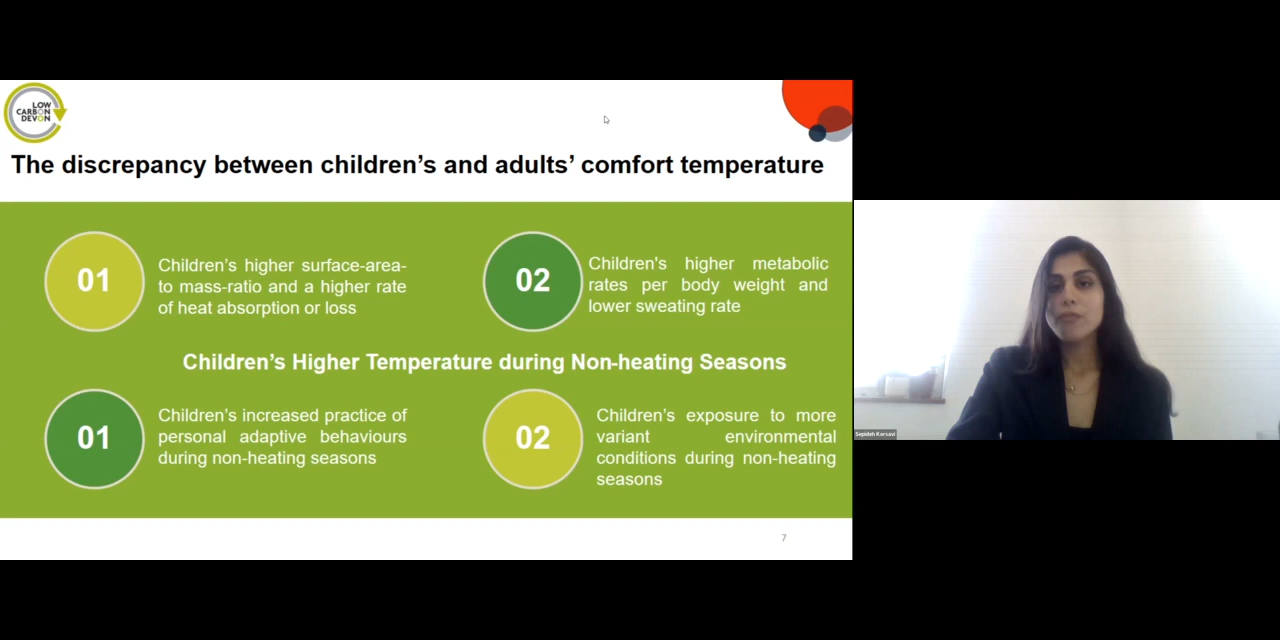 LOW
CARBON
DEVON
The discrepancy between children’s and adults’ comfort temperature
01
Children’s higher surface-area-
to mass-ratio and a higher rate
of heat absorption or loss
02
Children's higher metabolic
rates per body weight and
lower sweating rate
Children’s Higher Temperature during Non-heating Seasons
01
Children’s increased practice of
personal adaptive behaviours
during non-heating seasons
02
Children’s exposure to more
variant environmental
conditions during non-heating
seasons
7
Sepideh Korsavi